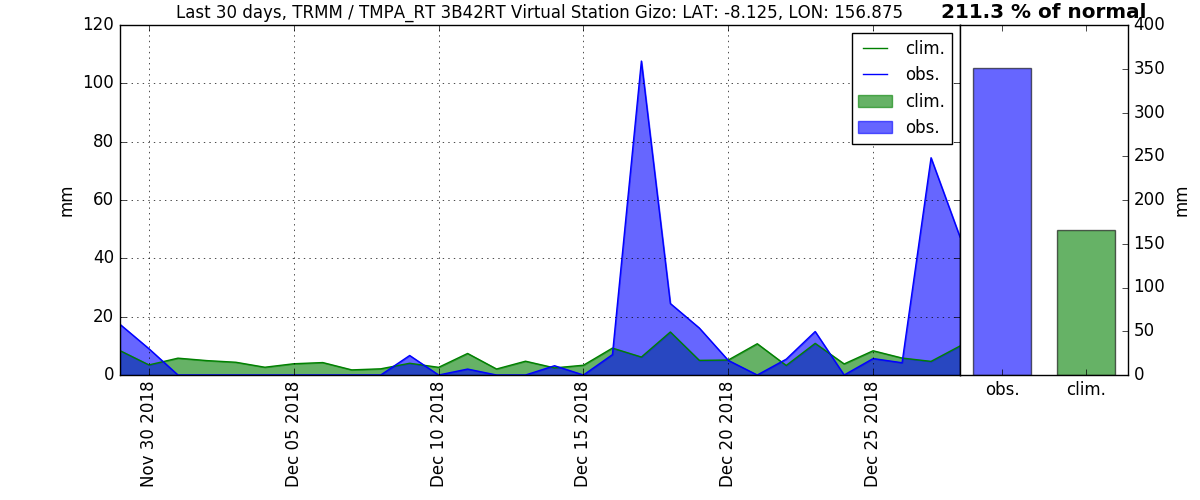 Last 30 days, TRMM / TMPA_RT 3B42RT Virtual Station Gizo: LAT: -8.125, LON: 156.875
211.3 % of normal
120
100
80
60
40
20
0
mm
clim.
obs.
clim.
obs.
400
350
300
250
200
150
100
50
0
mm
Nov 30 2018
Dec 05 2018
Dec 10 2018
Dec 15 2018
Dec 20 2018
Dec 25 2018
obs.
clim.